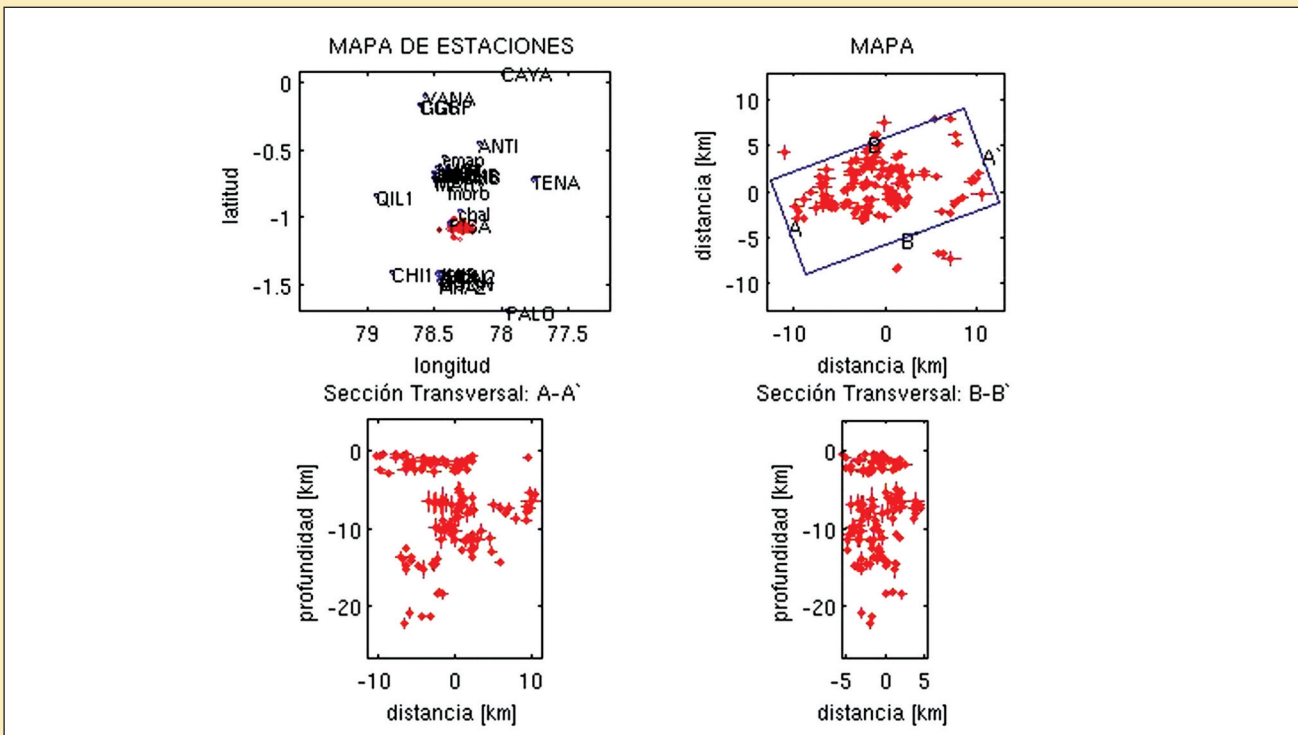 MAPA DE ESTACIONES
MAPA
0
-0.5
-1
-1.5
latitud
CAYA
ANTI
emap
TENA
QIL1
moro
CHI1
PALO
79 78.5 78 77.5
longitud
10
5
0
-5
-10
distancia [km]
B
A`
A
B`
-10 0 10
distancia [km]
Sección Transversal: A-A`
Sección Transversal: B-B`
0
-10
-20
profundidad [km]
-10 0 10
distancia [km]
0
-10
-20
profundidad [km]
-5 0 5
distancia [km]